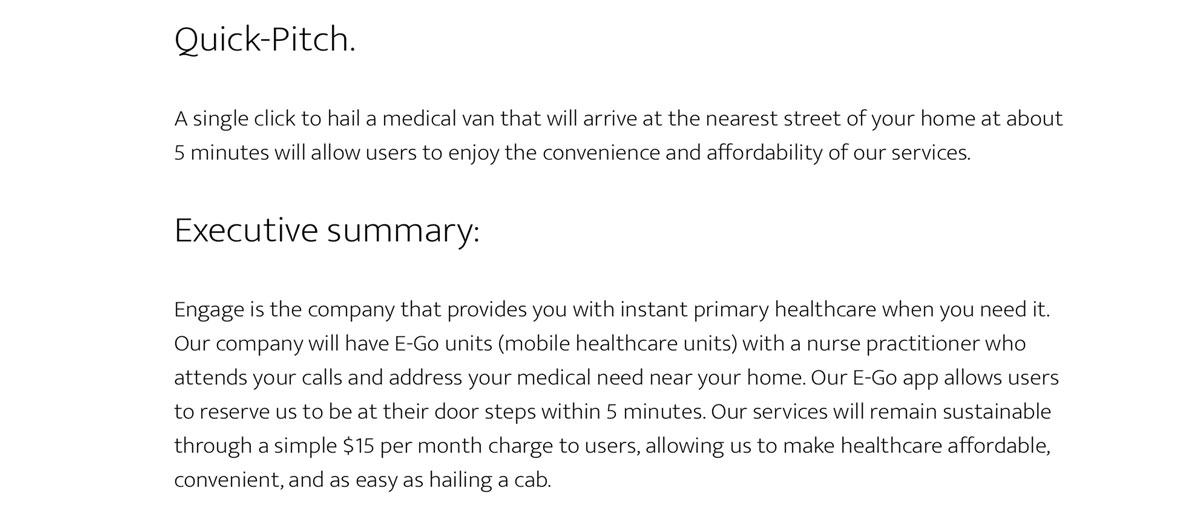 Quick-Pitch.
A single click to hail a medical van that will arrive at the nearest street of your home at about
5 minutes will allow users to enjoy the convenience and affordability of our services.
Executive summary:
Engage is the company that provides you with instant primary healthcare when you need it.
Our company will have E-Go units (mobile healthcare units) with a nurse practitioner who
attends your calls and address your medical need near your home. Our E-Go app allows users
to reserve us to be at their door steps within 5 minutes. Our services will remain sustainable
through a simple $15 per month charge to users, allowing us to make healthcare affordable,
convenient, and as easy as hailing a cab.